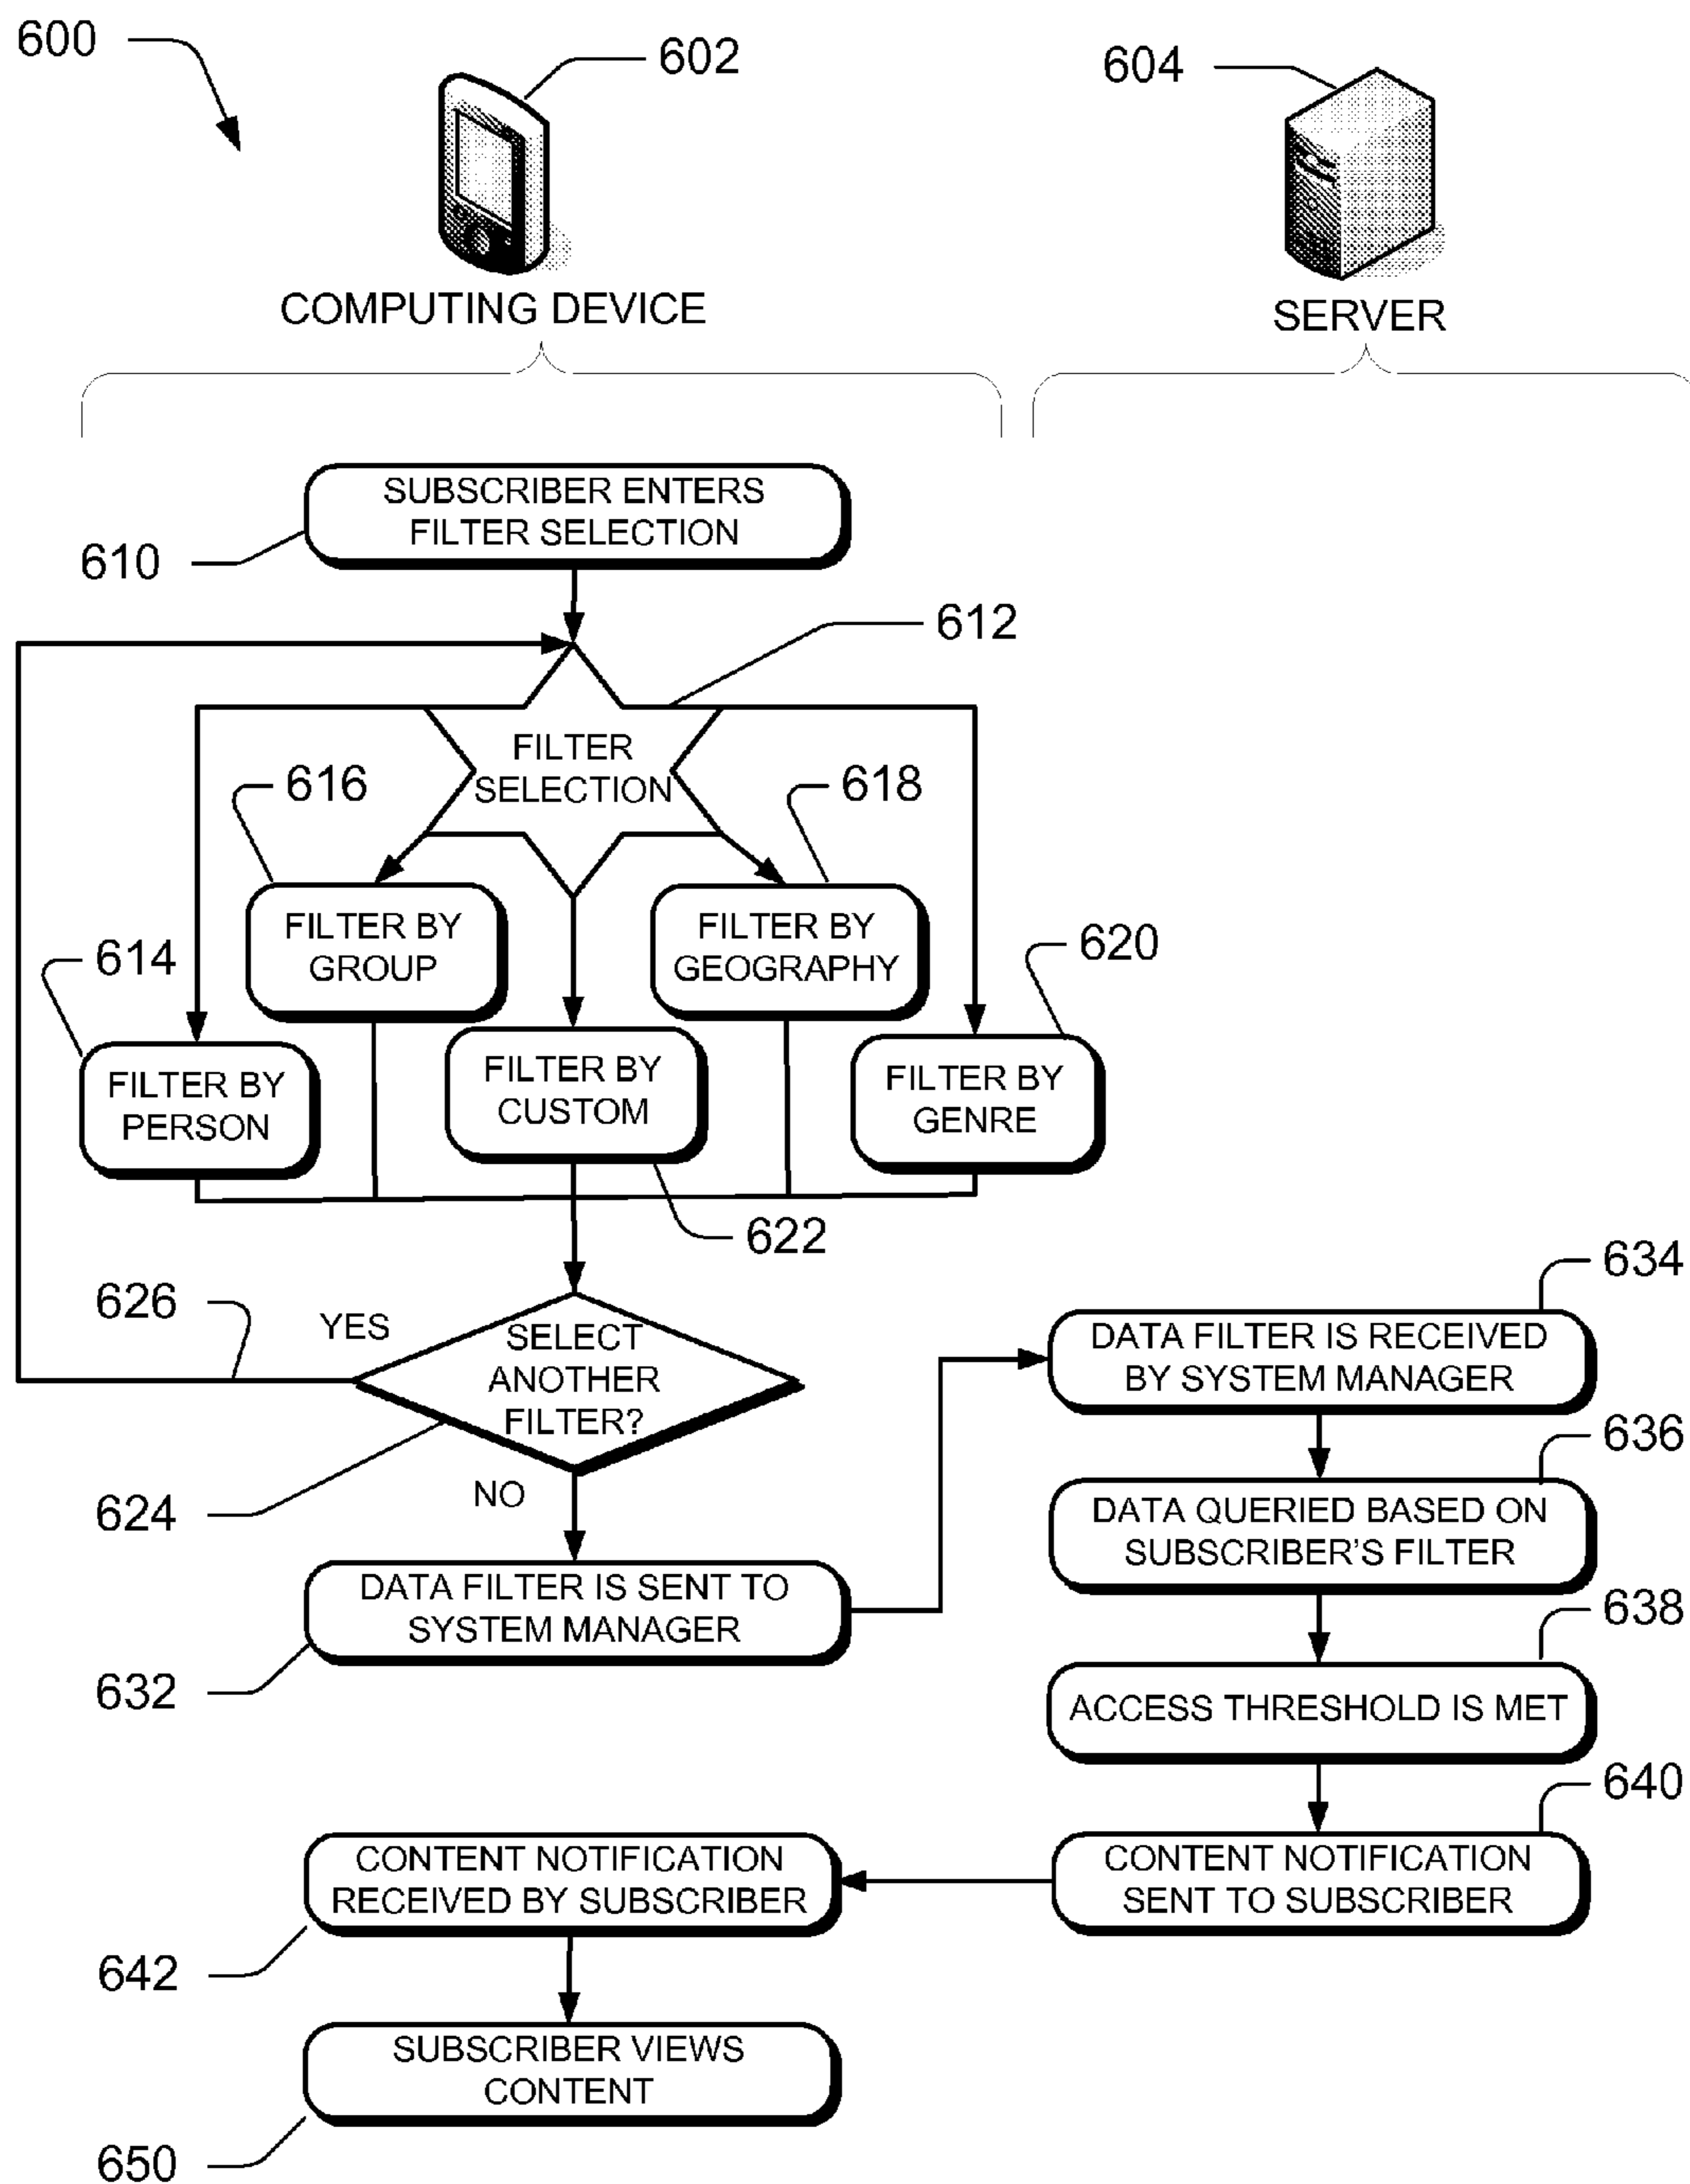 600
602
604
COMPUTING DEVICE
SERVER
SUBSCRIBER ENTERS
FILTER SELECTION
610
612
FILTER
SELECTION
616
618
FILTER BY
GROUP
FILTER BY
GEOGRAPHY
614
620
FILTER BY
PERSON
FILTER BY
CUSTOM
FILTER BY
GENRE
622
626
YES
SELECT
ANOTHER
FILTER?
634
DATA FILTER IS RECEIVED
BY SYSTEM MANAGER
624
NO
636
DATA QUERIED BASED ON
SUBSCRIBER'S FILTER
DATA FILTER IS SENT TO
SYSTEM MANAGER
632
638
ACCESS THRESHOLD IS MET
640
CONTENT NOTIFICATION
SENT TO SUBSCRIBER
CONTENT NOTIFICATION
RECEIVED BY SUBSCRIBER
642
SUBSCRIBER VIEWS
CONTENT
650